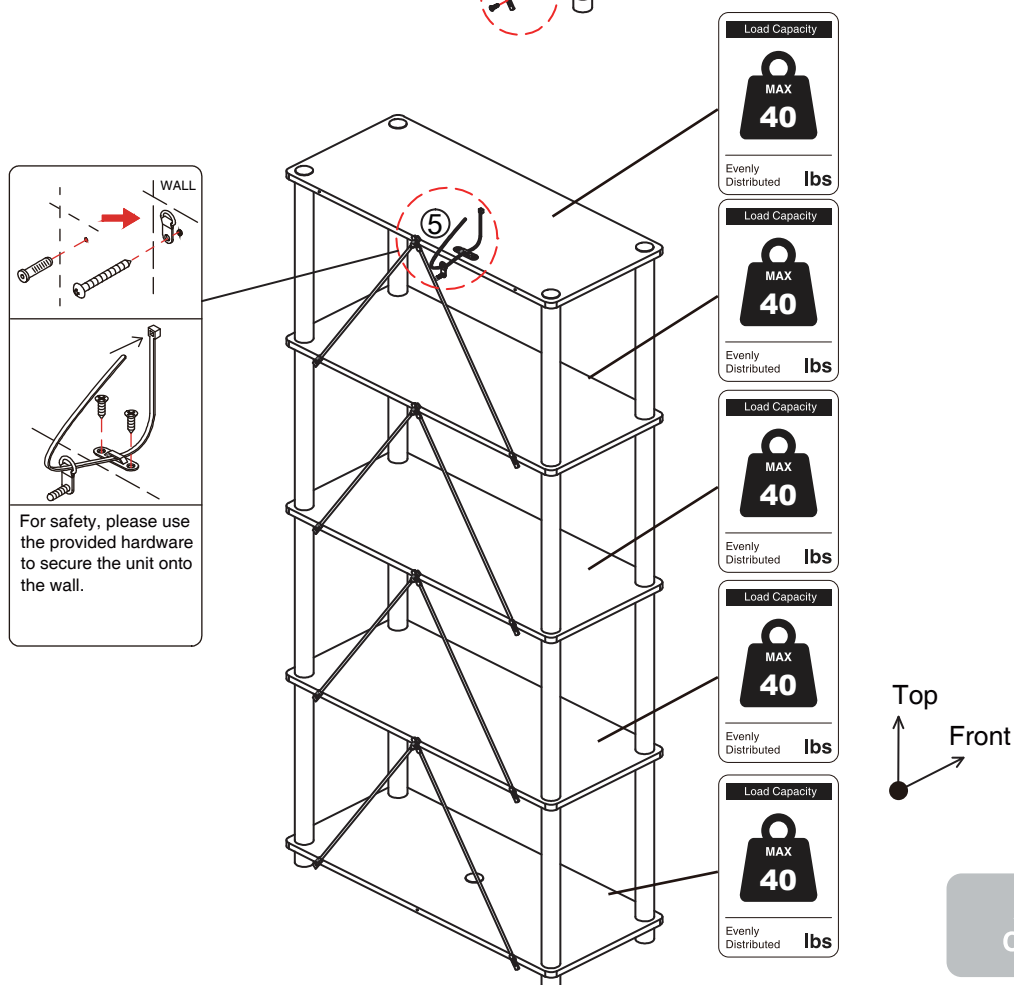 Load Capacity
MAX
40
Evenly
Distributed lbs
WALL
5
Load Capacity
MAX
40
Evenly
Distributed lbs
Load Capacity
MAX
40
Evenly
Distributed lbs
For safety, please use
the provided hardware
to secure the unit onto
the wall.
Load Capacity
MAX
40
Evenly
Distributed lbs
Top
Front
Load Capacity
MAX
40
Evenly
Distributed lbs